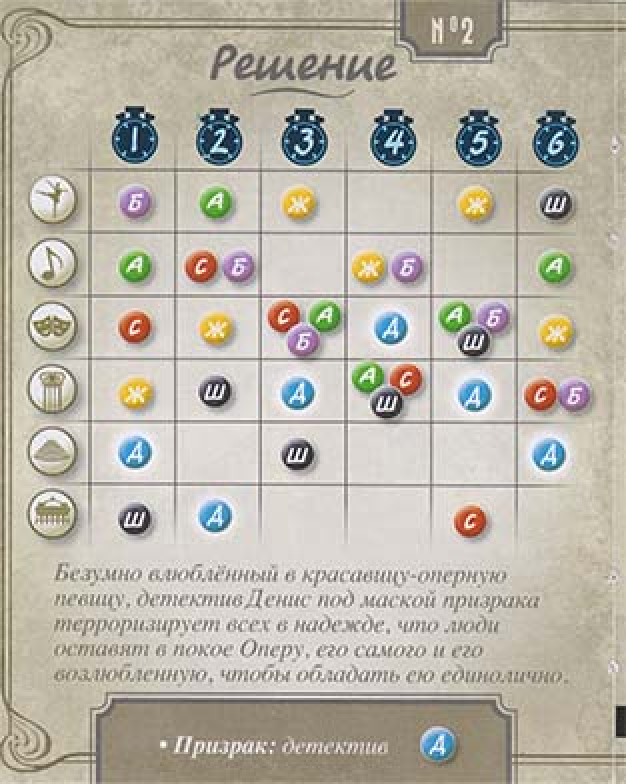 №2
Решение
1 2 3 4 5 6
Б А Ж Ж Ш
А С Б Ж Б А
С Ж С А Б Д А Б Ш Ж
Ж Ш Д А С Ш Д С Б
Д Ш Д
Ш Д С
Безумно влюблённый в красавицу-оперную
певицу, детектив Денис под маской призрака
терроризирует всех в надежде, что люди
оставят в покое Оперу, его самого и его
возлюбленную, чтобы обладать ею единолично.
• Призрак: детектив Д